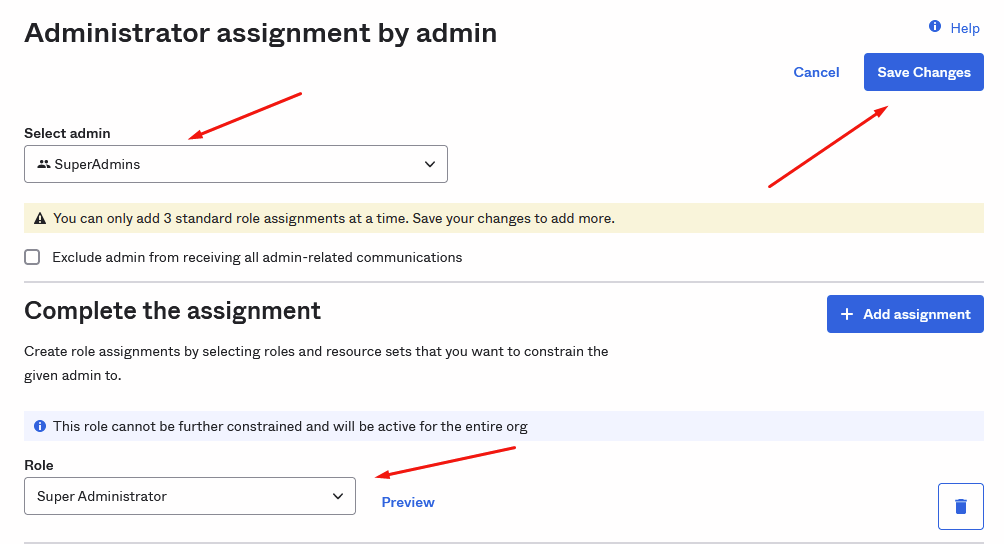 Administrator assignment by admin
Help
Cancel
Save Changes
Select admin
SuperAdmins
You can only add 3 standard role assignments at a time. Save your changes to add more.
Exclude admin from receiving all admin-related communications
Complete the assignment
Add assignment
Create role assignments by selecting roles and resource sets that you want to constrain the
given admin to.
This role cannot be further constrained and will be active for the entire org
Role
Super Administrator
Preview